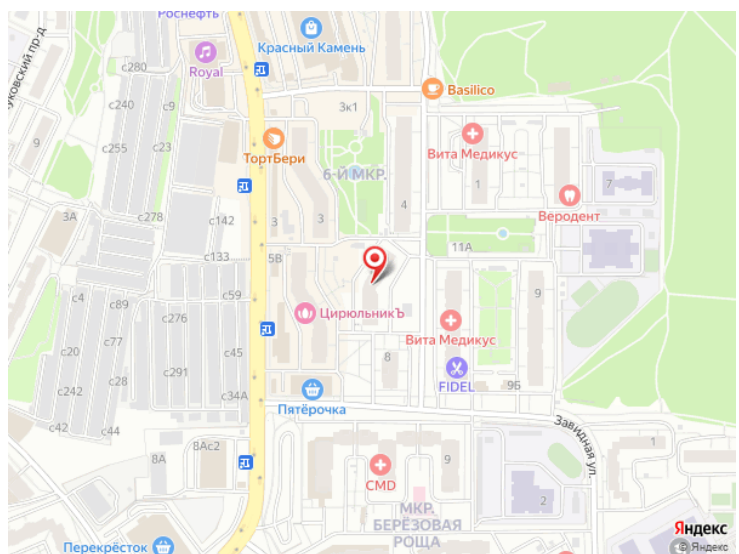 Роснефть
Красный Камень
Royal
с280
с240
с9
9
с255
с23
3к1
Basilico
Вита Медикус
ТортБери
6-Й МКР.
1
7
Веродент
4
3
3
3А
с278
с142
с133
5В
11А
с4
с89
с59
9
с276
ЦирюльникЪ
с20
с77
с45
Вита Медикус
8
с242
с28
с291
с34А
FIDEL
9Б
Пятёрочка
с42
с44
Завидная ул.
8Ас2
8А
9
1
CMD
2
МКР.
БЕРЁЗОВАЯ
РОЩА
Перекрёсток
Яндекс
© Яндекс